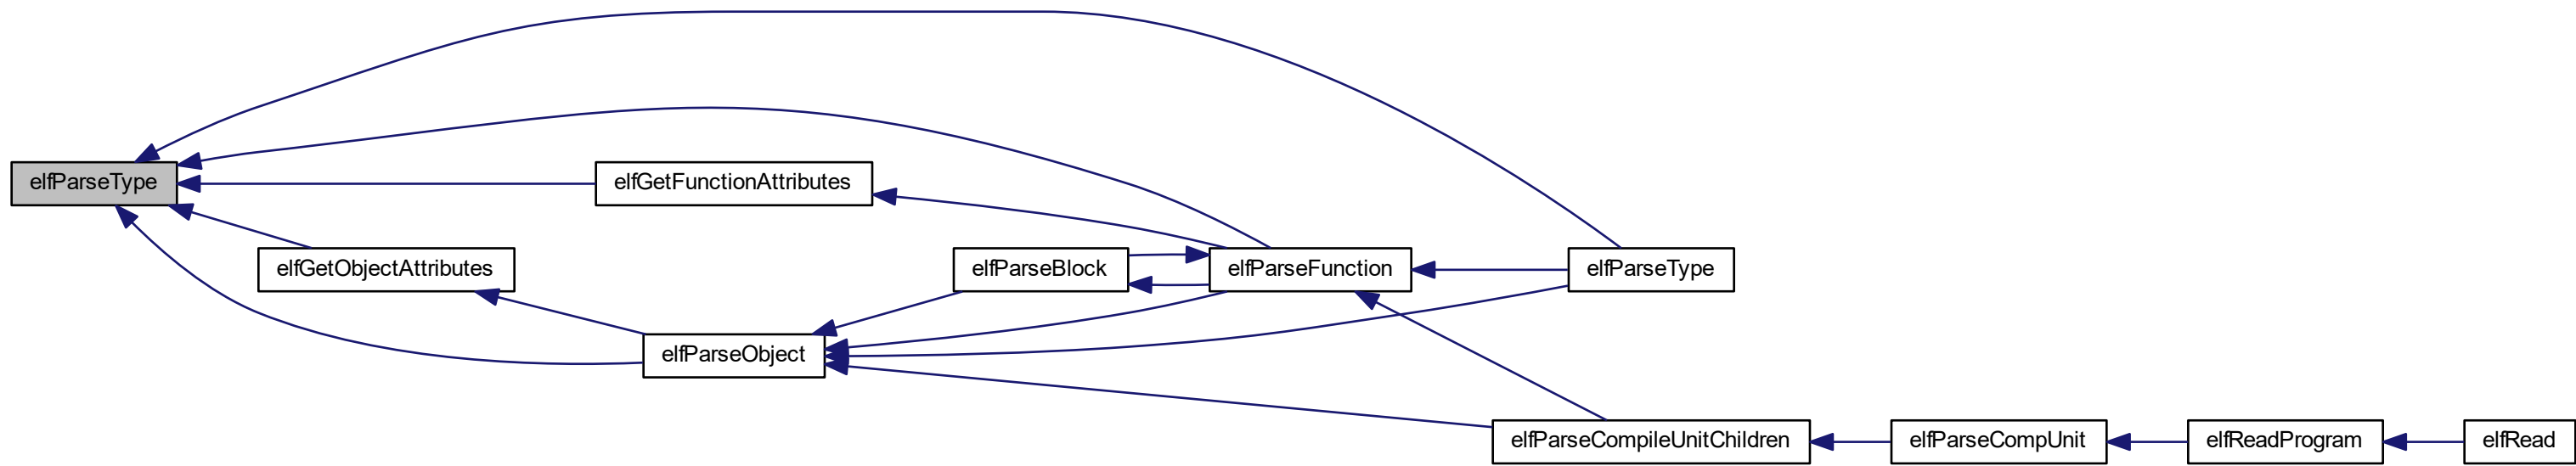 elfParseType
elfGetFunctionAttributes
elfGetObjectAttributes
elfParseBlock
elfParseFunction
elfParseType
elfParseObject
elfParseCompileUnitChildren
elfParseCompUnit
elfReadProgram
elfRead